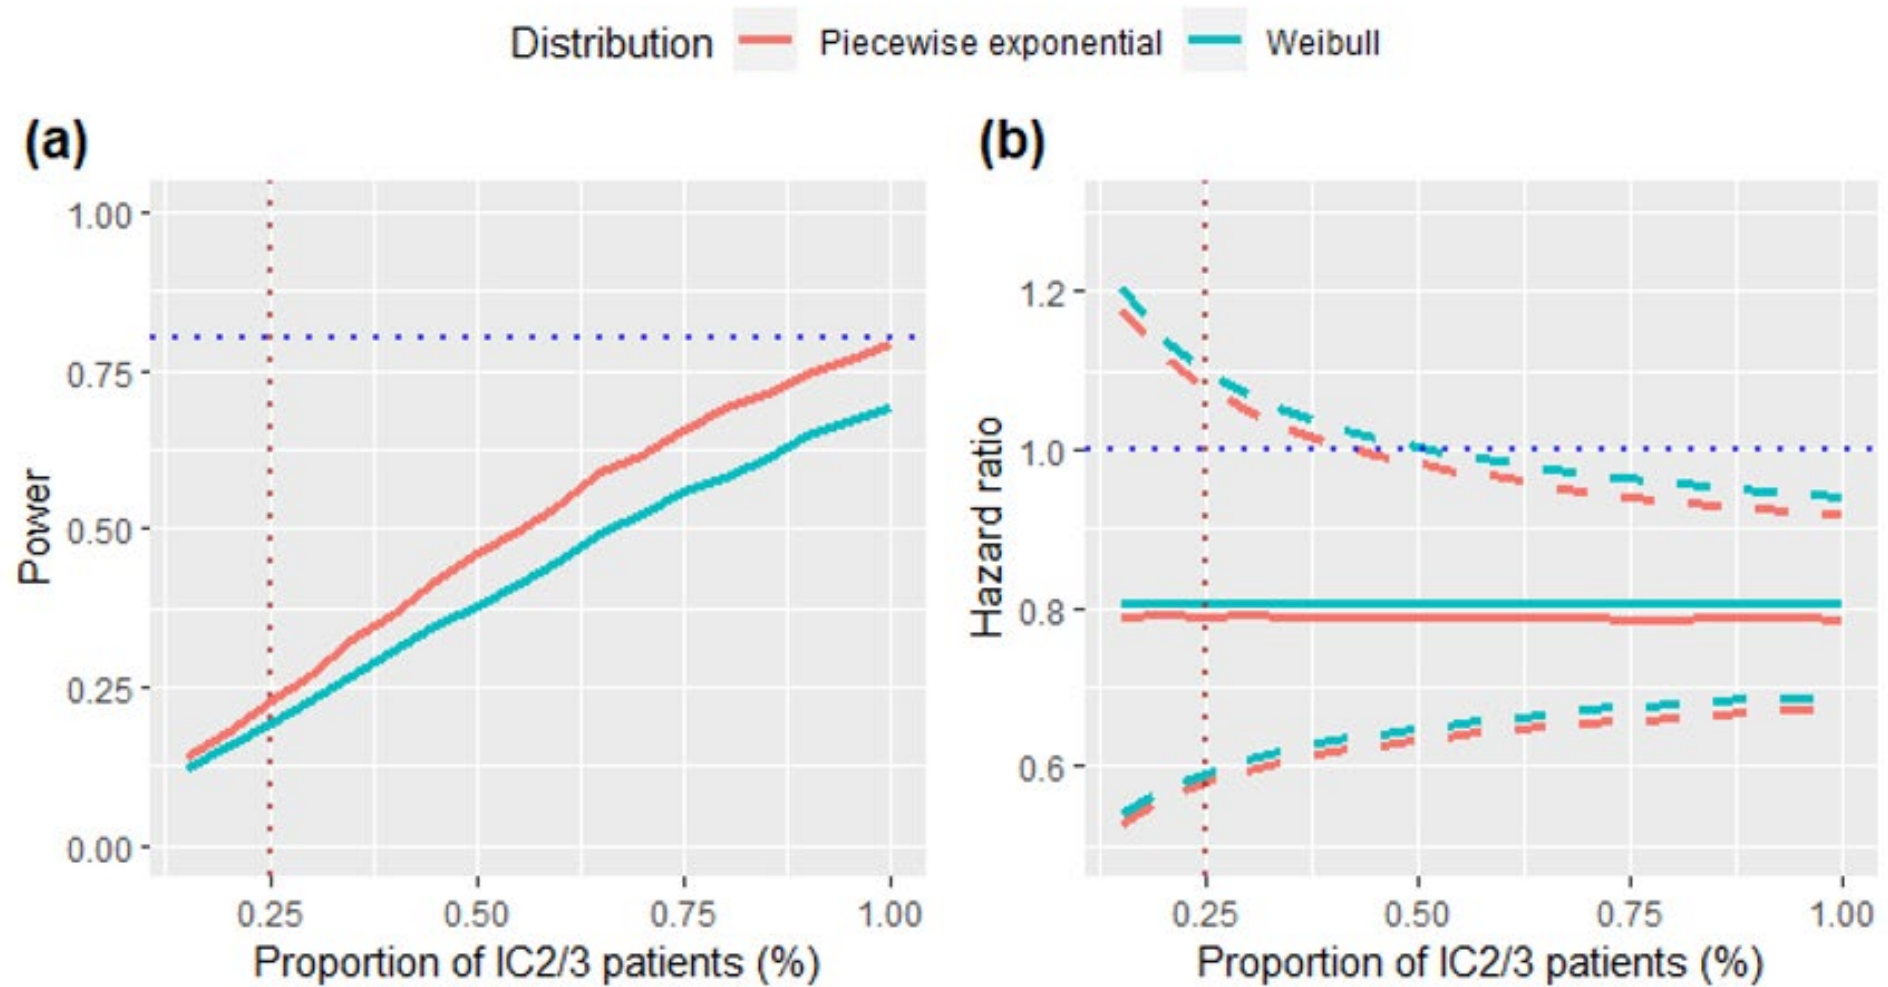 Distribution Piecewise exponential Weibull
(a)
1.00
0.75
0.50
0.25
0.00
Power
0.25 0.50 0.75 1.00
Proportion of IC2/3 patients (%)
(b)
1.2
1.0
0.8
0.6
Hazard ratio
0.25 0.50 0.75 1.00
Proportion of IC2/3 patients (%)